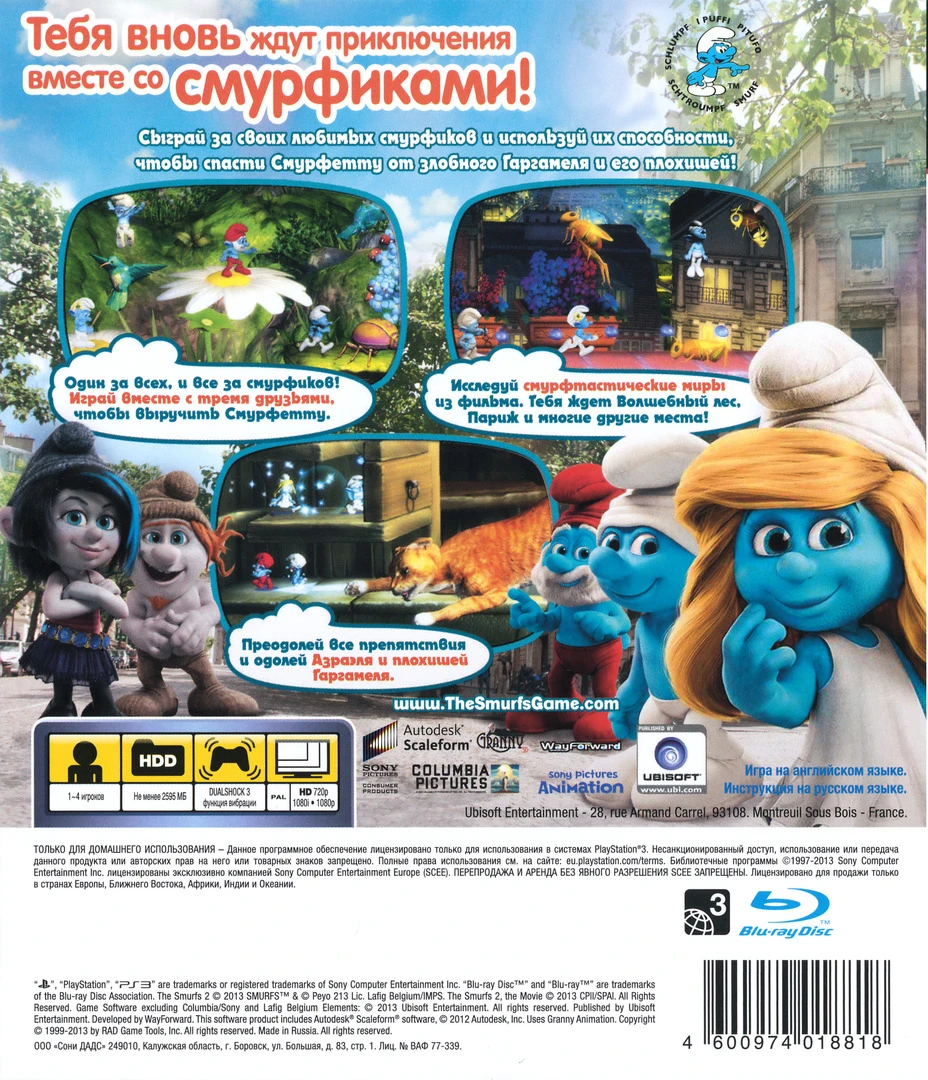 Тебя вновь ждут приключения
вместе со смурфиками!
SCHLUMPF I PUFFI PITUFO
SCHTROUMPF SMURF
TM
Сыграй за своих любимых смурфиков и используй их способности,
чтобы спасти Смурфетту от злобного Гаргамеля и его плохишей!
Один за всех, и все за смурфиков!
Играй вместе с тремя друзьями,
чтобы выручить Смурфетту.
Исследуй смурфтастические миры
из фильма. Тебя ждет Волшебный лес,
Париж и многие другие места!
Преодолей все препятствия
и одолей Азраэля и плохишей
Гаргамеля.
www.TheSmurfsGame.com
HDD
1~4 игроков
Не менее 2595 МБ
DUALSHOCK 3
функция вибрации
PAL
HD 720p
1080i • 1080p
Autodesk®
Scaleform®
GRANNY
WayForward
PUBLISHED BY
UBISOFT®
www.ubi.com
SONY
PICTURES
CONSUMER
PRODUCTS
COLUMBIA
PICTURES
Sony Pictures
Animation
Игра на английском языке.
Инструкция на русском языке.
Ubisoft Entertainment - 28, rue Armand Carrel, 93108. Montreuil Sous Bois - France.
ТОЛЬКО ДЛЯ ДОМАШНЕГО ИСПОЛЬЗОВАНИЯ – Данное программное обеспечение лицензировано только для использования в системах PlayStation®3. Несанкционированный доступ, использование или передача
данного продукта или авторских прав на него или товарных знаков запрещено. Полные права использования см. на сайте: eu.playstation.com/terms. Библиотечные программы ©1997-2013 Sony Computer
Entertainment Inc. лицензированы эксклюзивно компанией Sony Computer Entertainment Europe (SCEE). ПЕРЕПРОДАЖА И АРЕНДА БЕЗ ЯВНОГО РАЗРЕШЕНИЯ SCEE ЗАПРЕЩЕНЫ. Лицензировано для продажи только
в странах Европы, Ближнего Востока, Африки, Индии и Океании.
3
Blu-ray Disc
TM
“PS”, “PlayStation”, “PS3” are trademarks or registered trademarks of Sony Computer Entertainment Inc. “Blu-ray Disc™” and “Blu-ray™” are trademarks
of the Blu-ray Disc Association. The Smurfs 2 © 2013 SMURFS™ & © Peyo 213 Lic. Lafig Belgium/IMPS. The Smurfs 2, the Movie © 2013 CPII/SPAI. All Rights
Reserved. Game Software excluding Columbia/Sony and Lafig Belgium Elements: © 2013 Ubisoft Entertainment. All rights reserved. Published by Ubisoft
Entertainment. Developed by WayForward. This software product includes Autodesk® Scaleform® software, © 2012 Autodesk, Inc. Uses Granny Animation. Copyright
© 1999-2013 by RAD Game Tools, Inc. All rights reserved. Made in Russia. All rights reserved.
ООО «Сони ДАДС» 249010, Калужская область, г. Боровск, ул. Большая, д. 83, стр. 1. Лиц. № ВАФ 77-339.
4 600974 018818